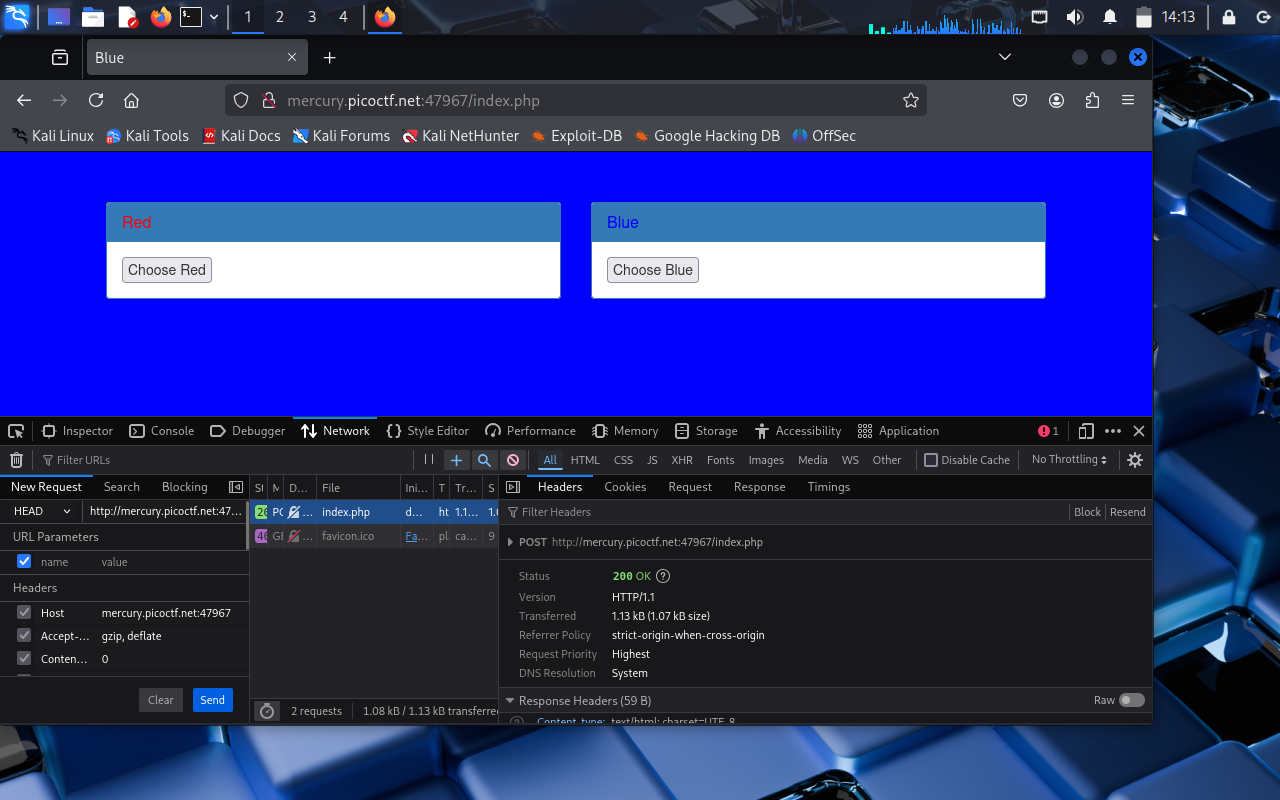 1 2 3 4 14:13
Blue
mercury.picoctf.net:47967/index.php
Kali Linux Kali Tools Kali Docs Kali Forums Kali NetHunter Exploit-DB Google Hacking DB OffSec
Red Blue
Choose Red Choose Blue
Inspector Console Debugger Network Style Editor Performance Memory Storage Accessibility Application 1
Filter URLs All HTML CSS JS XHR Fonts Images Media WS Other Disable Cache No Throttling
New Request Search Blocking St M D... File Ini... T Tr... S Headers Cookies Request Response Timings
HEAD http://mercury.picoctf.net:47... 20 PO ... index.php d... ht 1.1... 1.0 Filter Headers Block Resend
URL Parameters 40 GE ... favicon.ico Fa... pl ca... 9 POST http://mercury.picoctf.net:47967/index.php
name value
Headers Status 200 OK
Host mercury.picoctf.net:47967 Version HTTP/1.1
Transferred 1.13 kB (1.07 kB size)
Accept-... gzip, deflate Referrer Policy strict-origin-when-cross-origin
Conten... 0 Request Priority Highest
DNS Resolution System
Clear Send Response Headers (59 B) Raw
2 requests 1.08 kB / 1.13 kB transferred
Content-type: text/html; charset=UTF-8